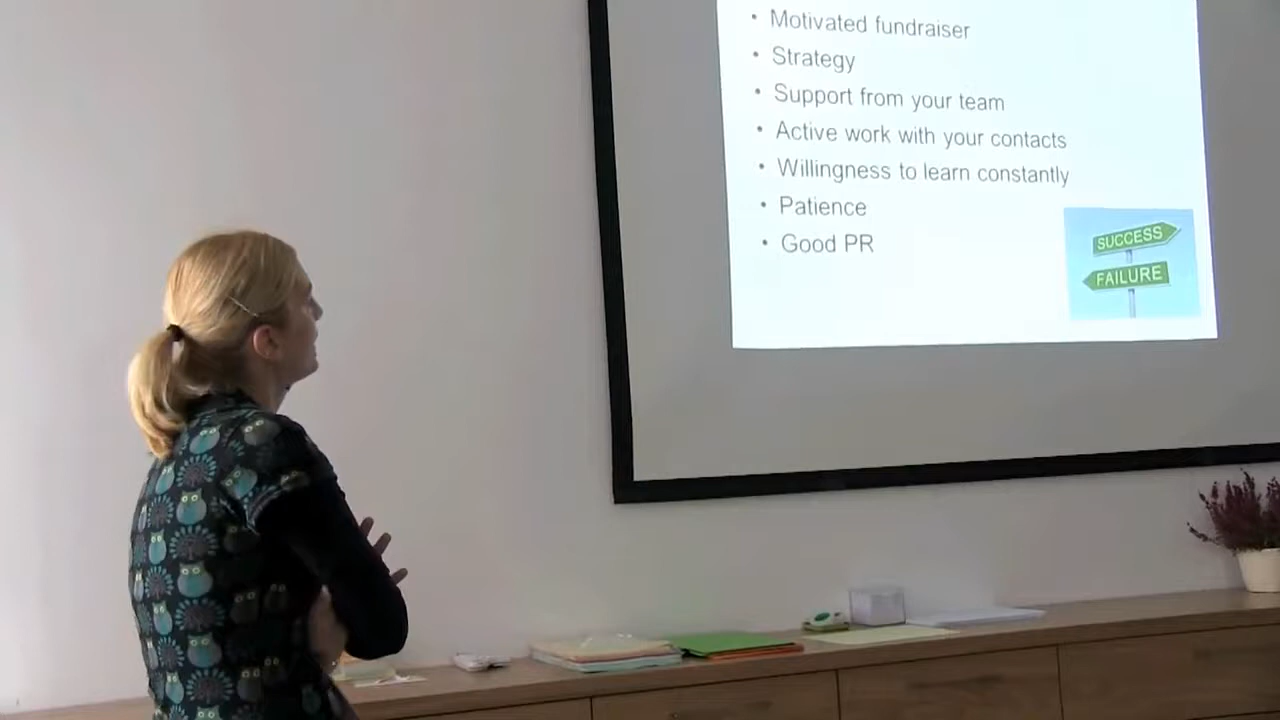 • Motivated fundraiser
• Strategy
• Support from your team
• Active work with your contacts
• Willingness to learn constantly
• Patience
• Good PR
SUCCESS
FAILURE